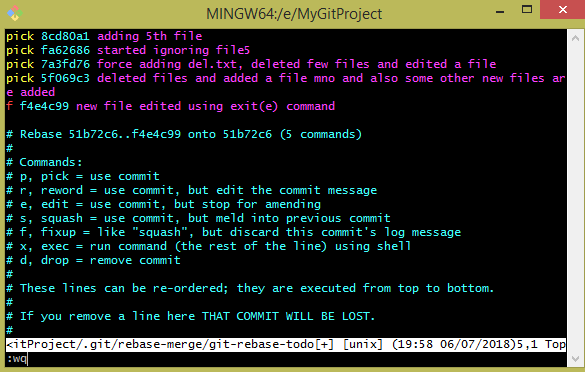 MINGW64:/e/MyGitProject
pick 8cd80a1 adding 5th file
pick fa62686 started ignoring file5
pick 7a3fd76 force adding del.txt, deleted few files and edited a file
pick 5f069c3 deleted files and added a file mno and also some other new files ar
e added
f f4e4c99 new file edited using exit(e) command
# Rebase 51b72c6..f4e4c99 onto 51b72c6 (5 commands)
#
# Commands:
# p, pick = use commit
# r, reword = use commit, but edit the commit message
# e, edit = use commit, but stop for amending
# s, squash = use commit, but meld into previous commit
# f, fixup = like "squash", but discard this commit's log message
# x, exec = run command (the rest of the line) using shell
# d, drop = remove commit
#
# These lines can be re-ordered; they are executed from top to bottom.
#
# If you remove a line here THAT COMMIT WILL BE LOST.
#
<itProject/.git/rebase-merge/git-rebase-todo[+] [unix] (19:58 06/07/2018)5,1 Top
:wq